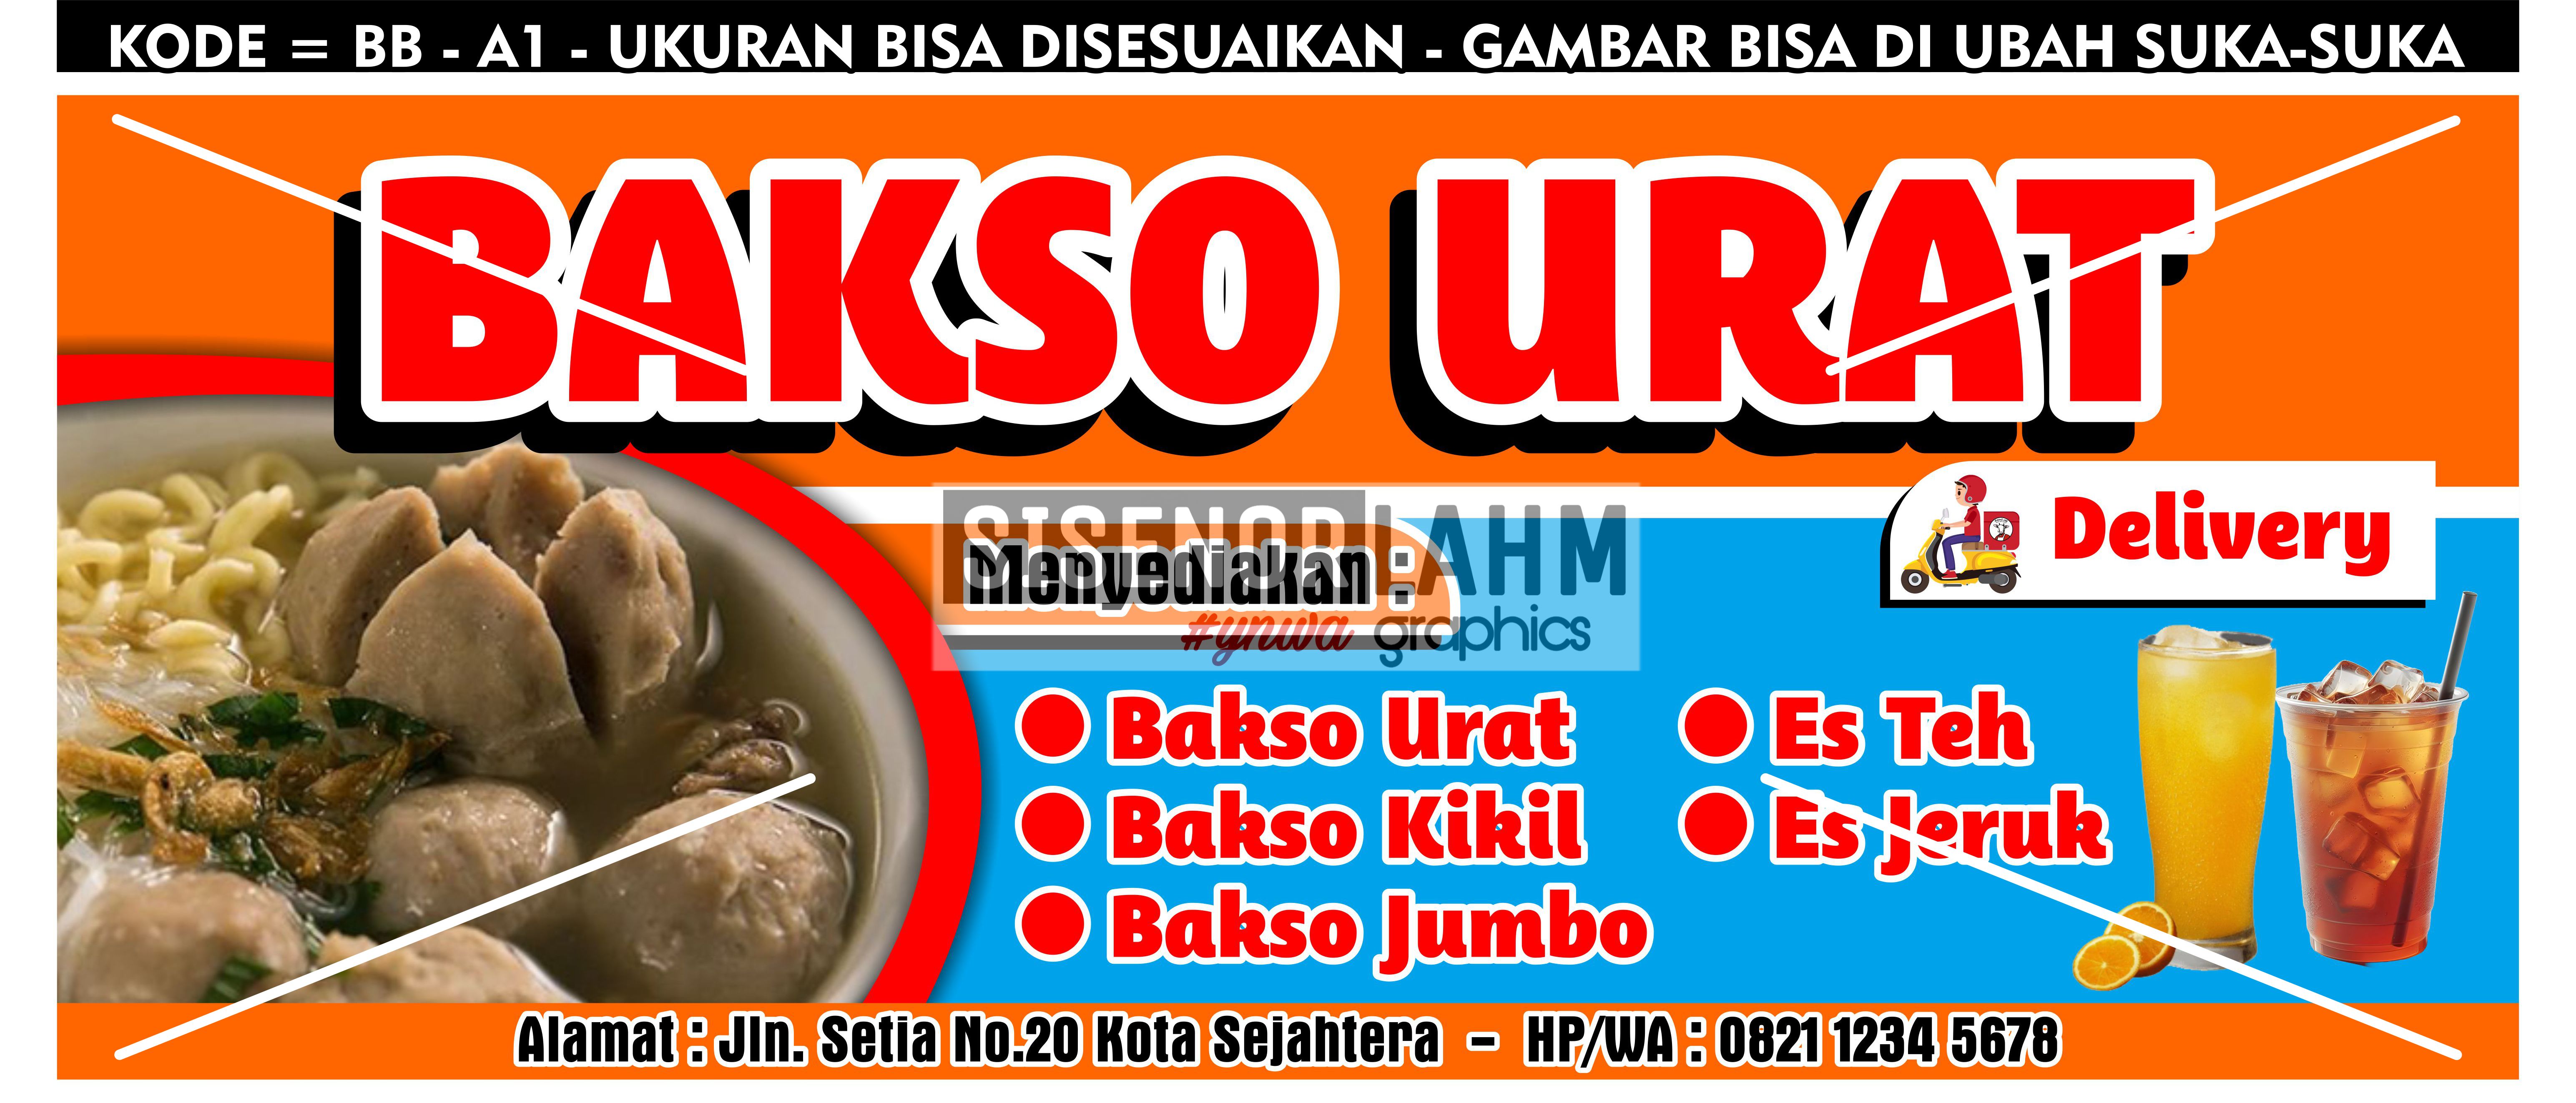 KODE = BB - A1 - UKURAN BISA DISESUAIKAN - GAMBAR BISA DI UBAH SUKA-SUKA
BAKSO URAT
Delivery
SISENOR LAHM
Menyediakan :
#ynwa graphics
Bakso Urat
Bakso Kikil
Bakso Jumbo
Es Teh
Es Jeruk
Alamat : Jln. Setia No.20 Kota Sejahtera – HP/WA : 0821 1234 5678